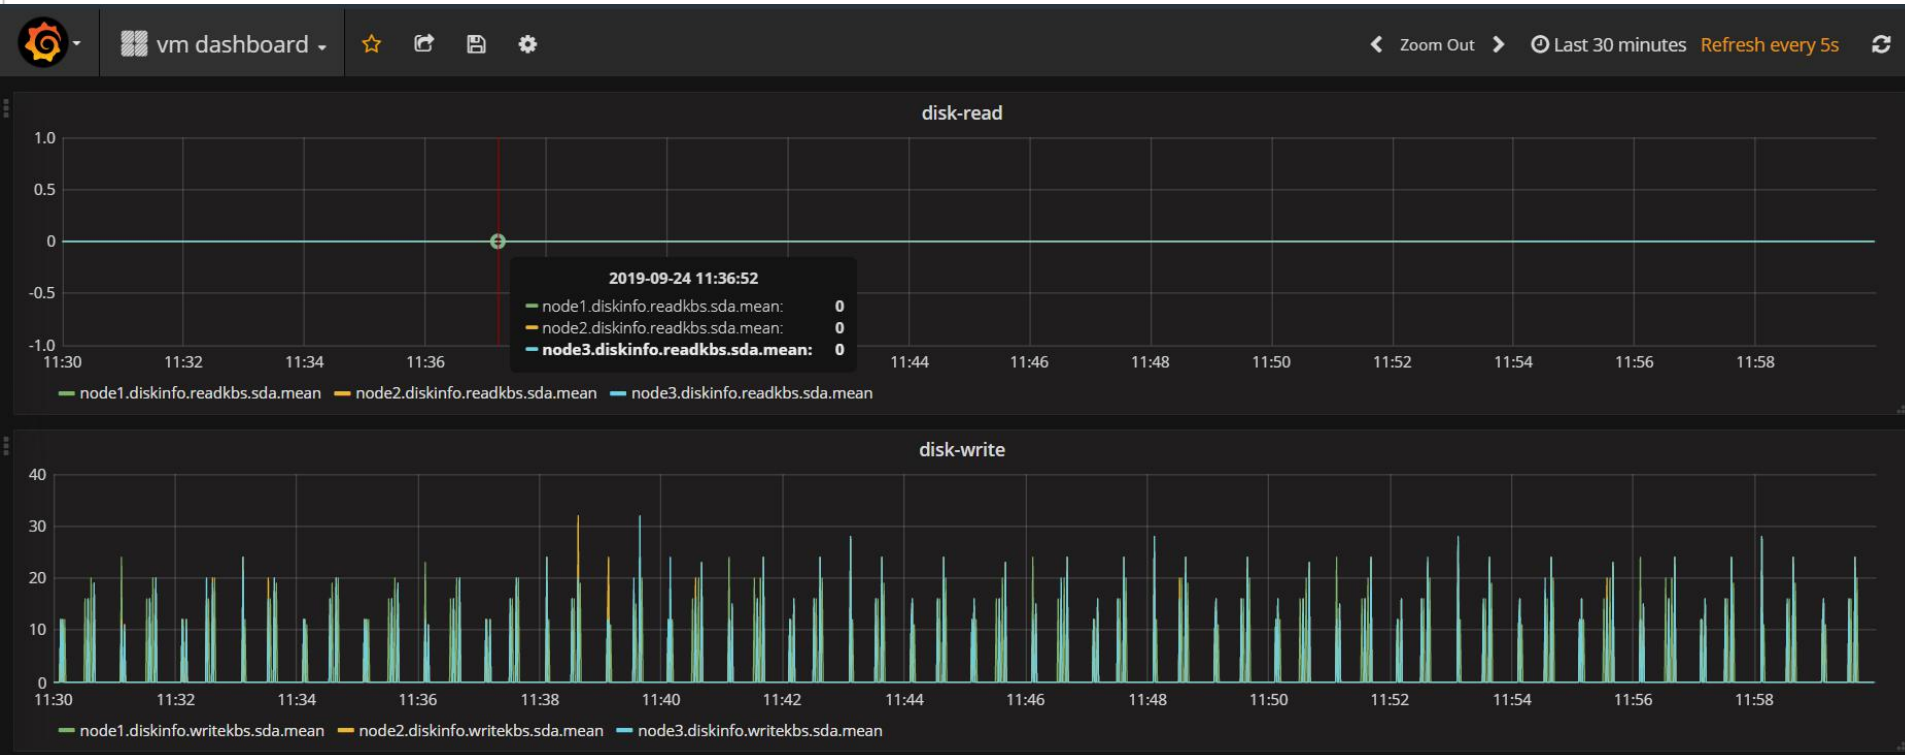 vm dashboard
Zoom Out
Last 30 minutes Refresh every 5s
disk-read
1.0
0.5
0
-0.5
-1.0
2019-09-24 11:36:52
node1.diskinfo.readkbs.sda.mean: 0
node2.diskinfo.readkbs.sda.mean: 0
node3.diskinfo.readkbs.sda.mean: 0
11:30 11:32 11:34 11:36 11:44 11:46 11:48 11:50 11:52 11:54 11:56 11:58
node1.diskinfo.readkbs.sda.mean node2.diskinfo.readkbs.sda.mean node3.diskinfo.readkbs.sda.mean
disk-write
40
30
20
10
0
11:30 11:32 11:34 11:36 11:38 11:40 11:42 11:44 11:46 11:48 11:50 11:52 11:54 11:56 11:58
node1.diskinfo.writekbs.sda.mean node2.diskinfo.writekbs.sda.mean node3.diskinfo.writekbs.sda.mean